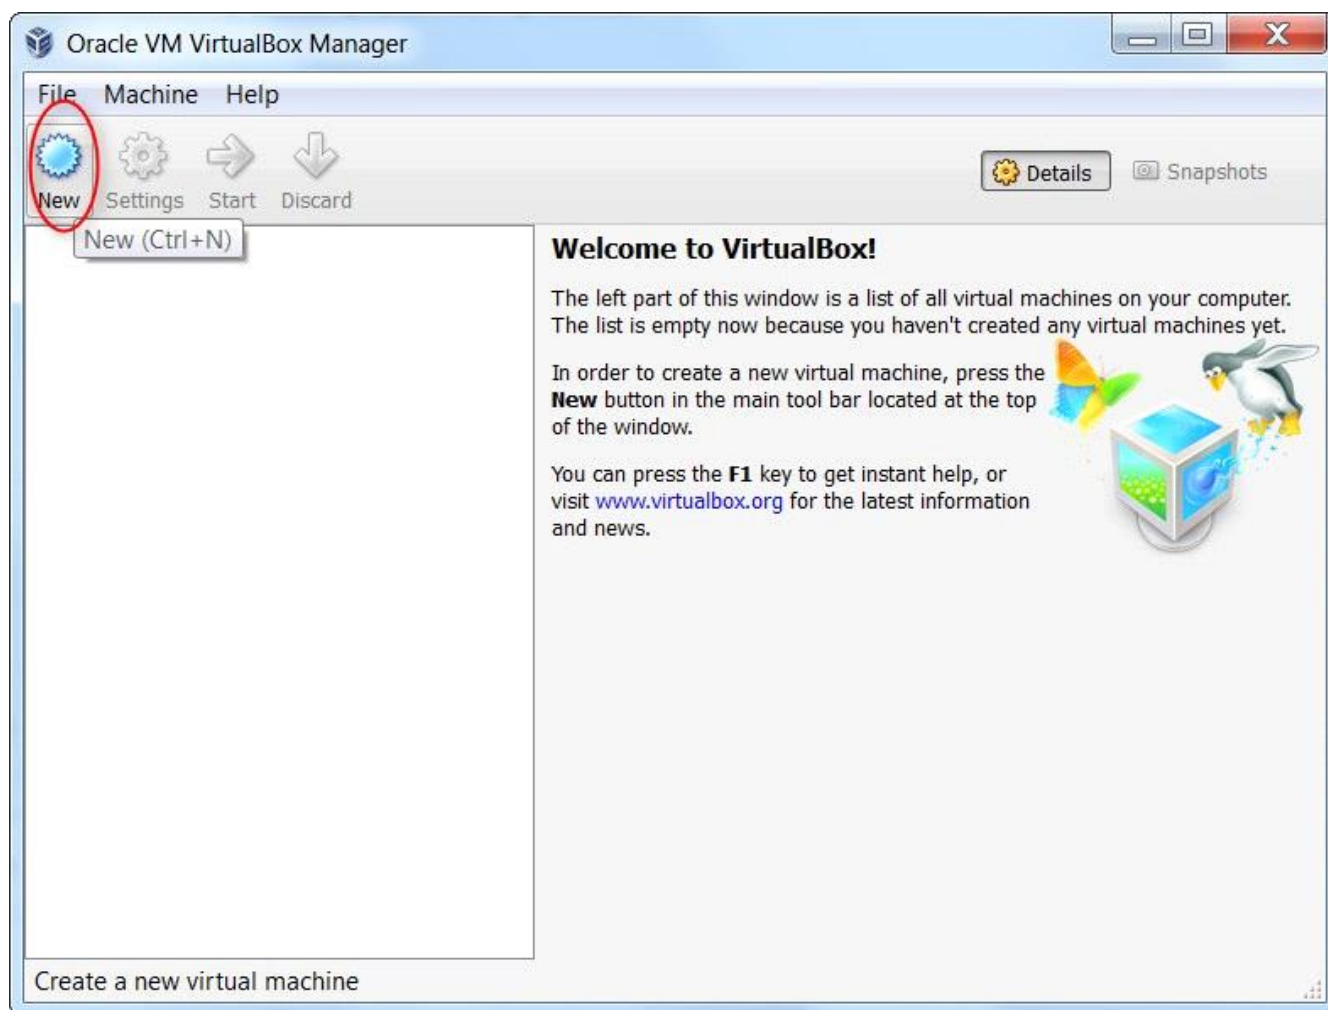 Oracle VM VirtualBox Manager
File Machine Help
New Settings Start Discard
Details Snapshots
New (Ctrl+N)
Welcome to VirtualBox!
The left part of this window is a list of all virtual machines on your computer.
The list is empty now because you haven't created any virtual machines yet.
In order to create a new virtual machine, press the
New button in the main tool bar located at the top
of the window.
You can press the F1 key to get instant help, or
visit www.virtualbox.org for the latest information
and news.
Create a new virtual machine